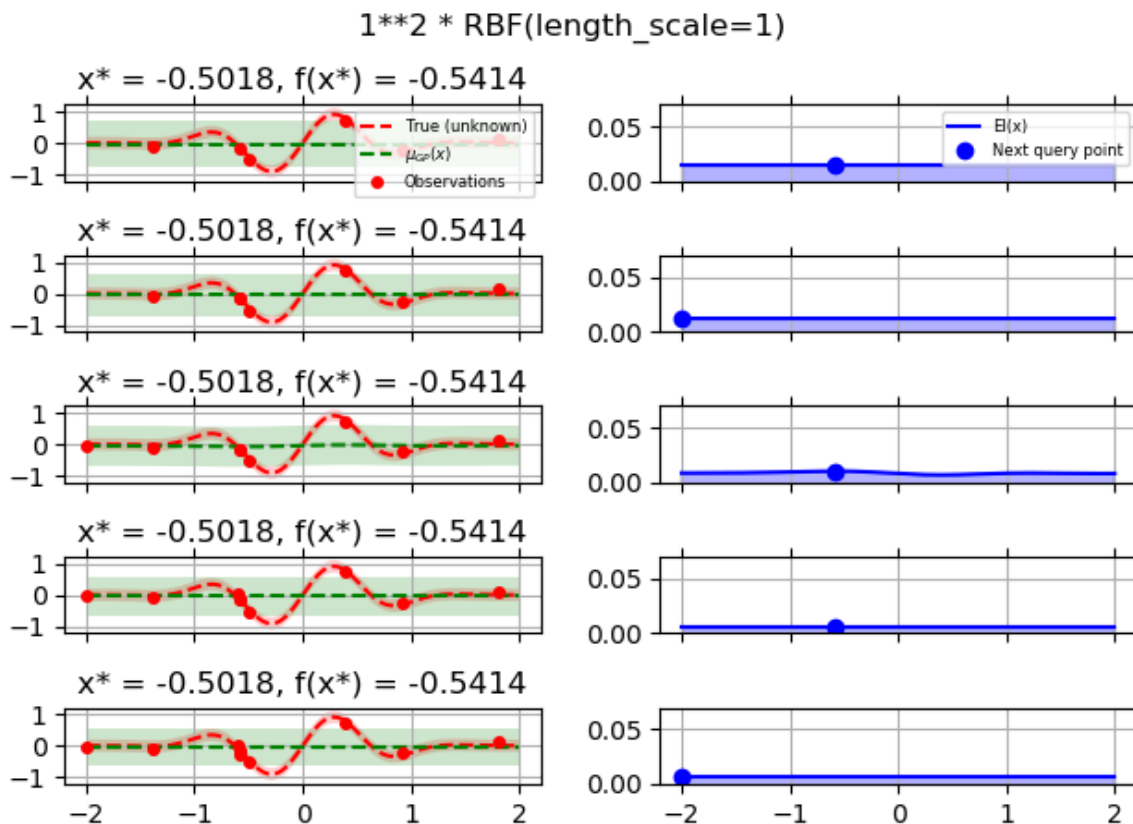 1**2 * RBF(length_scale=1)
x* = -0.5018, f(x*) = -0.5414
1
0
−1
True (unknown)
μGP(x)
Observations
0.05
0.00
EI(x)
Next query point
x* = -0.5018, f(x*) = -0.5414
1
0
−1
0.05
0.00
x* = -0.5018, f(x*) = -0.5414
1
0
−1
0.05
0.00
x* = -0.5018, f(x*) = -0.5414
1
0
−1
0.05
0.00
x* = -0.5018, f(x*) = -0.5414
1
0
−1
−2 −1 0 1 2
0.05
0.00
−2 −1 0 1 2